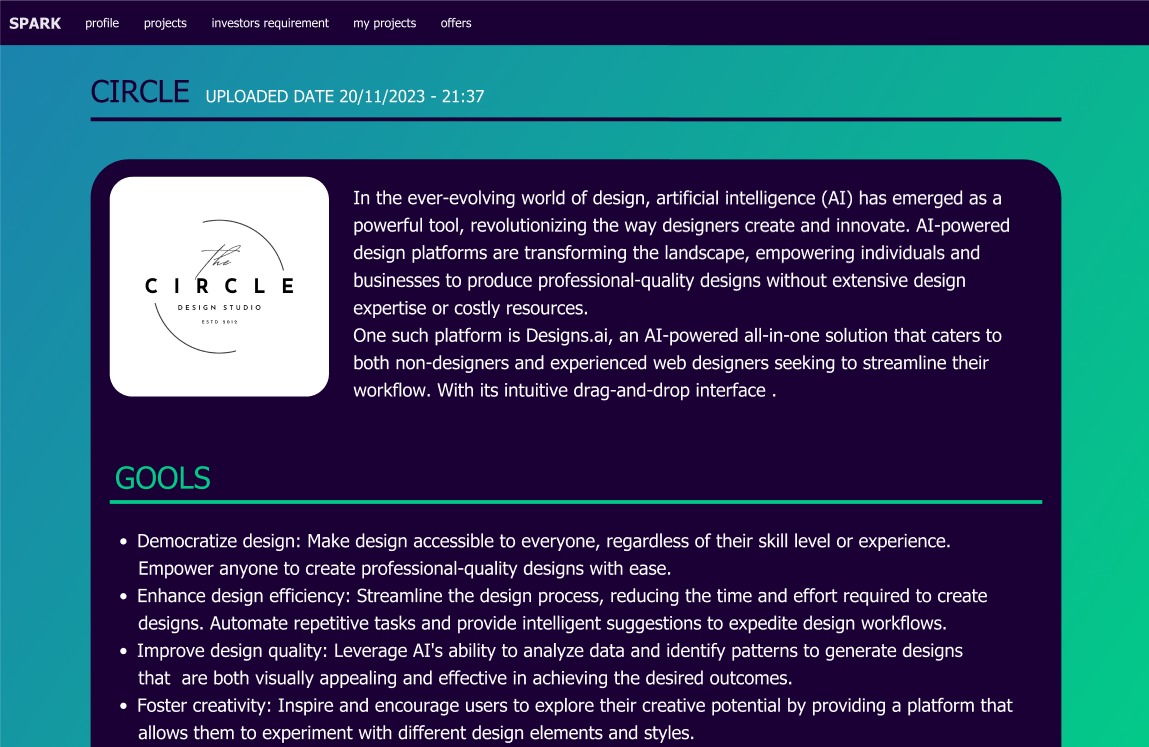 SPARK profile projects investors requirement my projects offers
CIRCLE UPLOADED DATE 20/11/2023 - 21:37
the
CIRCLE
DESIGN STUDIO
ESTD 2012
In the ever-evolving world of design, artificial intelligence (AI) has emerged as a
powerful tool, revolutionizing the way designers create and innovate. AI-powered
design platforms are transforming the landscape, empowering individuals and
businesses to produce professional-quality designs without extensive design
expertise or costly resources.
One such platform is Designs.ai, an AI-powered all-in-one solution that caters to
both non-designers and experienced web designers seeking to streamline their
workflow. With its intuitive drag-and-drop interface .
GOOLS
• Democratize design: Make design accessible to everyone, regardless of their skill level or experience.
Empower anyone to create professional-quality designs with ease.
• Enhance design efficiency: Streamline the design process, reducing the time and effort required to create
designs. Automate repetitive tasks and provide intelligent suggestions to expedite design workflows.
• Improve design quality: Leverage AI's ability to analyze data and identify patterns to generate designs
that  are both visually appealing and effective in achieving the desired outcomes.
• Foster creativity: Inspire and encourage users to explore their creative potential by providing a platform that
allows them to experiment with different design elements and styles.